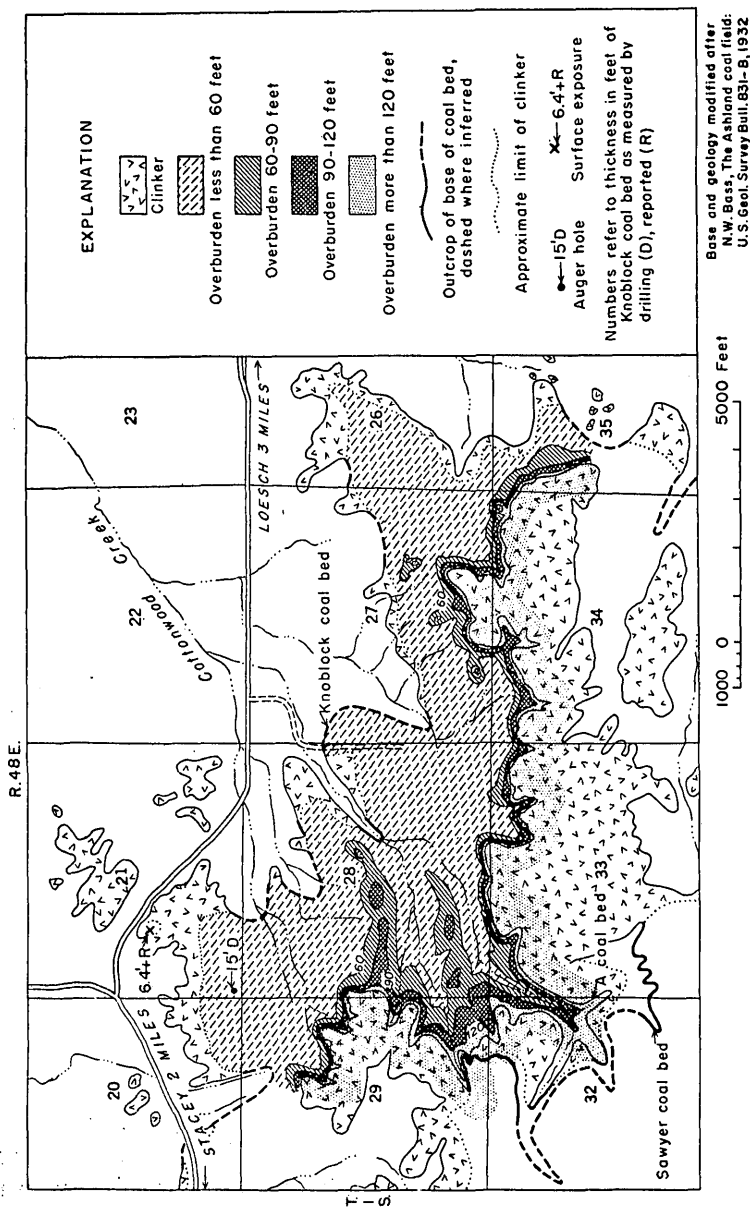 R. 48 E.
T.
I
S.
20
21
22
23
Cottonwood Creek
STACEY 2 MILES
LOESCH 3 MILES
6.4'+R
15'D
Knoblock coal bed
29
28
27
26
60
90
60
120
32
33
34
35
A coal bed
Sawyer coal bed
EXPLANATION
Clinker
Overburden less than 60 feet
Overburden 60-90 feet
Overburden 90-120 feet
Overburden more than 120 feet
Outcrop of base of coal bed,
dashed where inferred
Approximate limit of clinker
15'D
6.4'+R
Auger hole Surface exposure
Numbers refer to thickness in feet of
Knoblock coal bed as measured by
drilling (D), reported (R)
1000 0 5000 Feet
Base and geology modified after
N.W. Bass, The Ashland coal field:
U.S. Geol. Survey Bull. 831-B, 1932